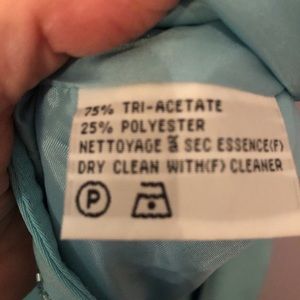 75% TRI-ACETATE
25% POLYESTER
NETTOYAGE SEC ESSENCE(F)
DRY CLEAN WITH(F) CLEANER
P